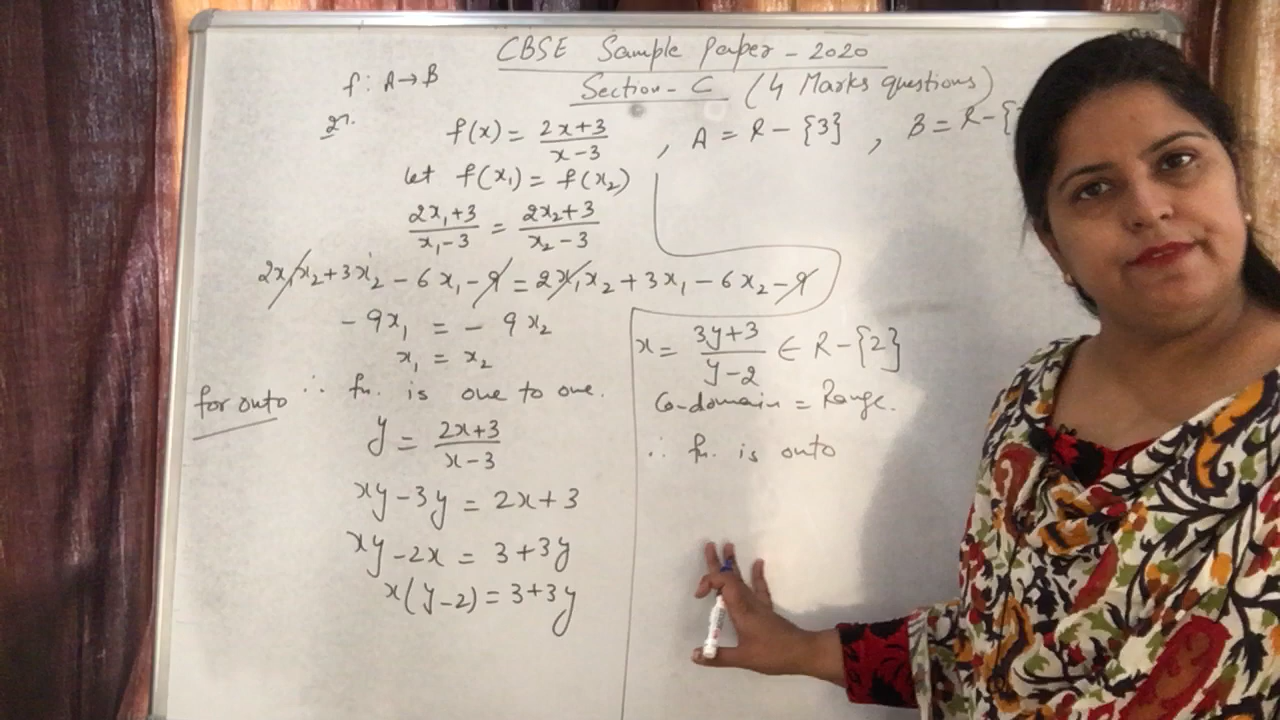 CBSE Sample Paper - 2020
Section - C (4 Marks questions)
f: A→B
27. f(x) = (2x+3)/(x-3) , A = R - {3} , B = R - {
let f(x₁) = f(x₂)
(2x₁+3)/(x₁-3) = (2x₂+3)/(x₂-3)
2x₁x₂ + 3x₂ - 6x₁ - 9 = 2x₁x₂ + 3x₁ - 6x₂ - 9
- 9x₁ = - 9x₂
x₁ = x₂
∴ fn. is one to one.
for onto
y = (2x+3)/(x-3)
xy - 3y = 2x + 3
xy - 2x = 3 + 3y
x(y-2) = 3 + 3y
x = (3y+3)/(y-2) ∈ R - {2}
Co-domain = Range.
∴ fn. is onto